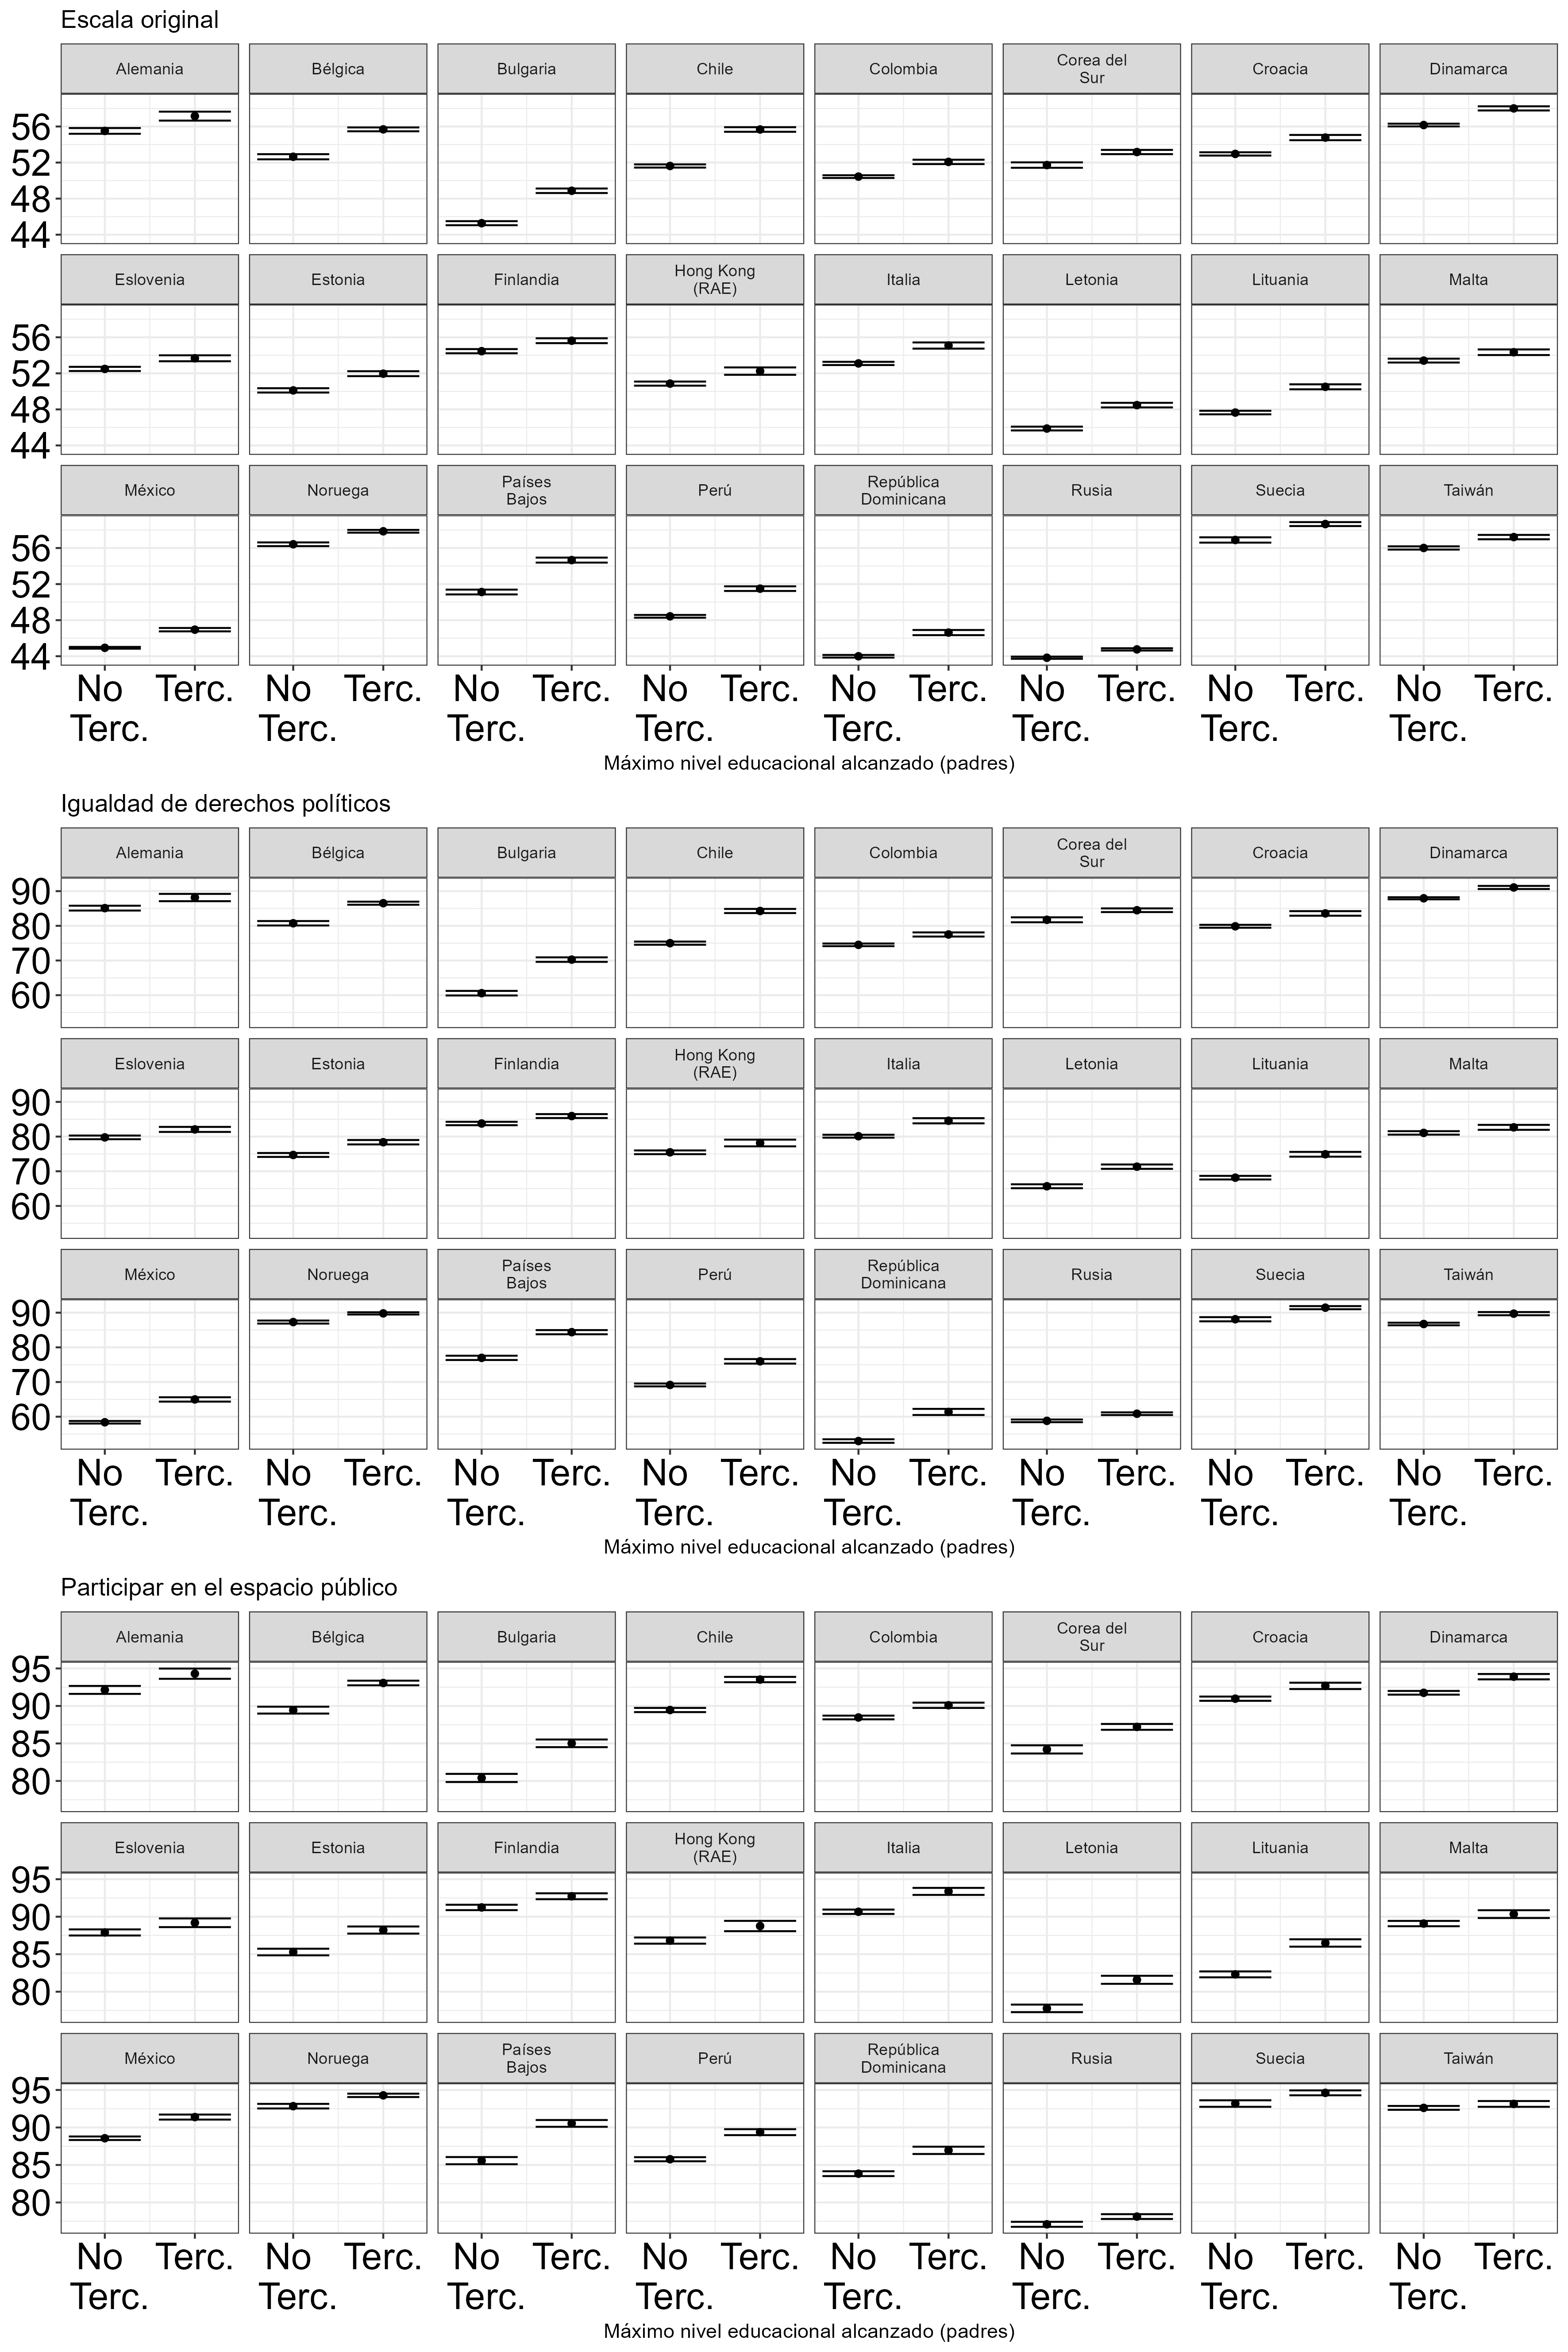 Escala original
Alemania Bélgica Bulgaria Chile Colombia Corea del Sur Croacia Dinamarca
56
52
48
44
Eslovenia Estonia Finlandia Hong Kong (RAE) Italia Letonia Lituania Malta
56
52
48
44
México Noruega Países Bajos Perú República Dominicana Rusia Suecia Taiwán
56
52
48
44
No Terc. Terc. No Terc. Terc. No Terc. Terc. No Terc. Terc. No Terc. Terc. No Terc. Terc. No Terc. Terc. No Terc. Terc.
Máximo nivel educacional alcanzado (padres)
Igualdad de derechos políticos
Alemania Bélgica Bulgaria Chile Colombia Corea del Sur Croacia Dinamarca
90
80
70
60
Eslovenia Estonia Finlandia Hong Kong (RAE) Italia Letonia Lituania Malta
90
80
70
60
México Noruega Países Bajos Perú República Dominicana Rusia Suecia Taiwán
90
80
70
60
No Terc. Terc. No Terc. Terc. No Terc. Terc. No Terc. Terc. No Terc. Terc. No Terc. Terc. No Terc. Terc. No Terc. Terc.
Máximo nivel educacional alcanzado (padres)
Participar en el espacio público
Alemania Bélgica Bulgaria Chile Colombia Corea del Sur Croacia Dinamarca
95
90
85
80
Eslovenia Estonia Finlandia Hong Kong (RAE) Italia Letonia Lituania Malta
95
90
85
80
México Noruega Países Bajos Perú República Dominicana Rusia Suecia Taiwán
95
90
85
80
No Terc. Terc. No Terc. Terc. No Terc. Terc. No Terc. Terc. No Terc. Terc. No Terc. Terc. No Terc. Terc. No Terc. Terc.
Máximo nivel educacional alcanzado (padres)